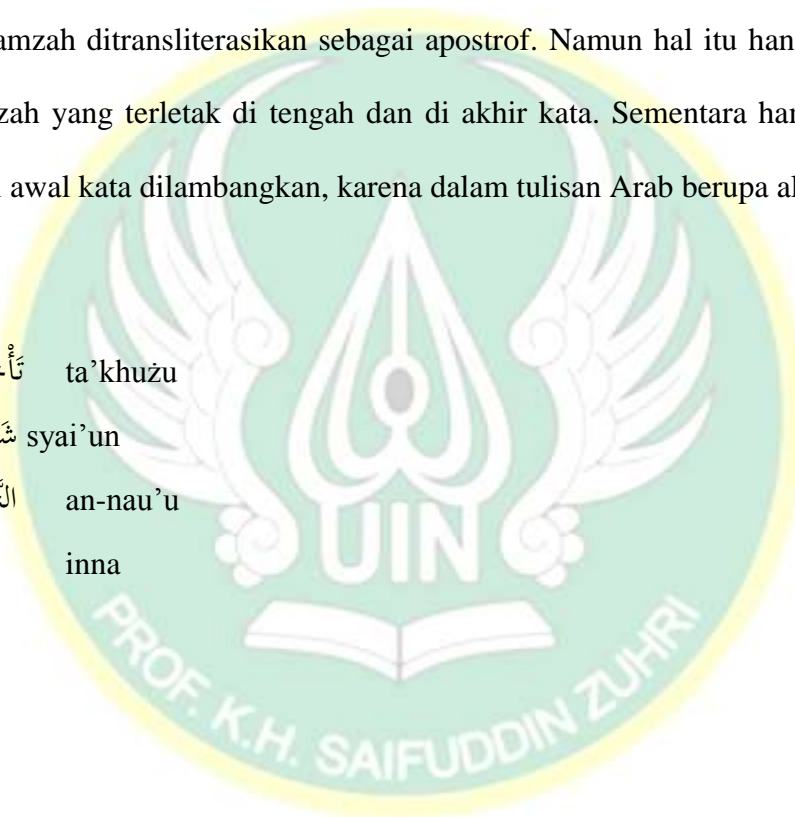 amzah ditransliterasikan sebagai apostrof. Namun hal itu han
zah yang terletak di tengah dan di akhir kata. Sementara har
awal kata dilambangkan, karena dalam tulisan Arab berupa al
ta’khużu
syai’un
an-nau’u
inna
UIN
PROF. K.H. SAIFUDDIN ZUHRI